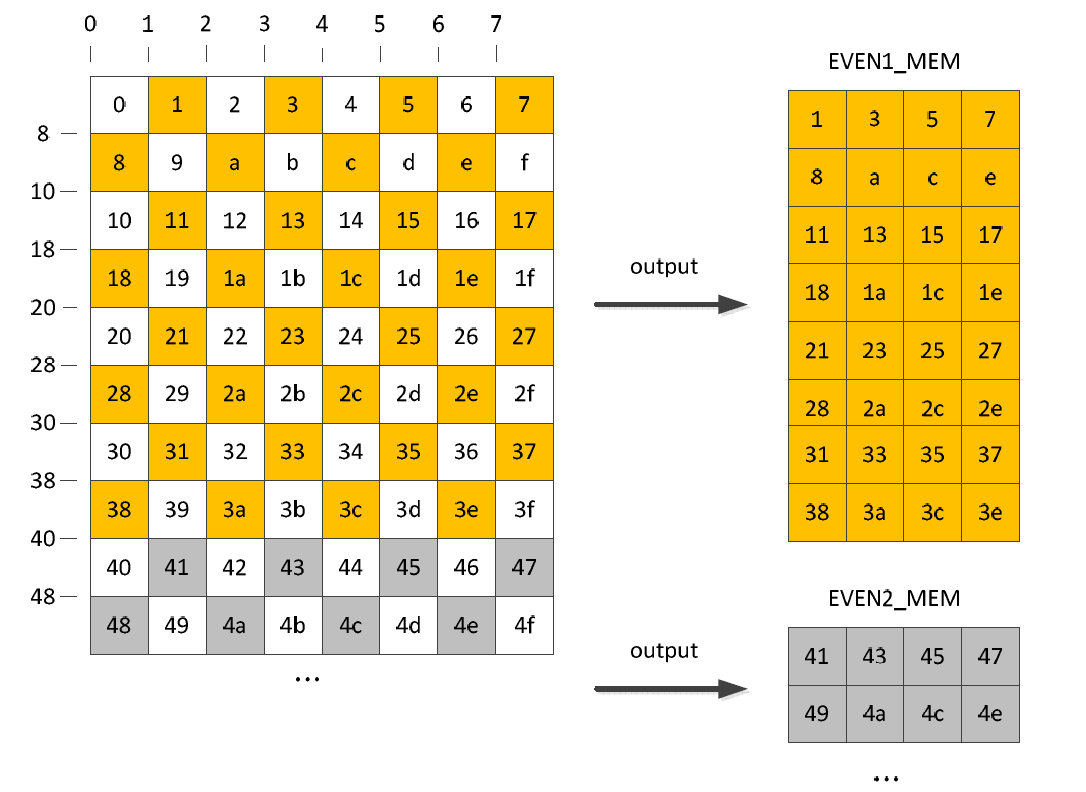 0 1 2 3 4 5 6 7
EVEN1_MEM
0 1 2 3 4 5 6 7
8
8 9 a b c d e f
10
10 11 12 13 14 15 16 17
18
18 19 1a 1b 1c 1d 1e 1f
20
20 21 22 23 24 25 26 27
28
28 29 2a 2b 2c 2d 2e 2f
30
30 31 32 33 34 35 36 37
38
38 39 3a 3b 3c 3d 3e 3f
40
40 41 42 43 44 45 46 47
48
48 49 4a 4b 4c 4d 4e 4f
...
output
1 3 5 7
8 a c e
11 13 15 17
18 1a 1c 1e
21 23 25 27
28 2a 2c 2e
31 33 35 37
38 3a 3c 3e
EVEN2_MEM
output
41 43 45 47
49 4a 4c 4e
...